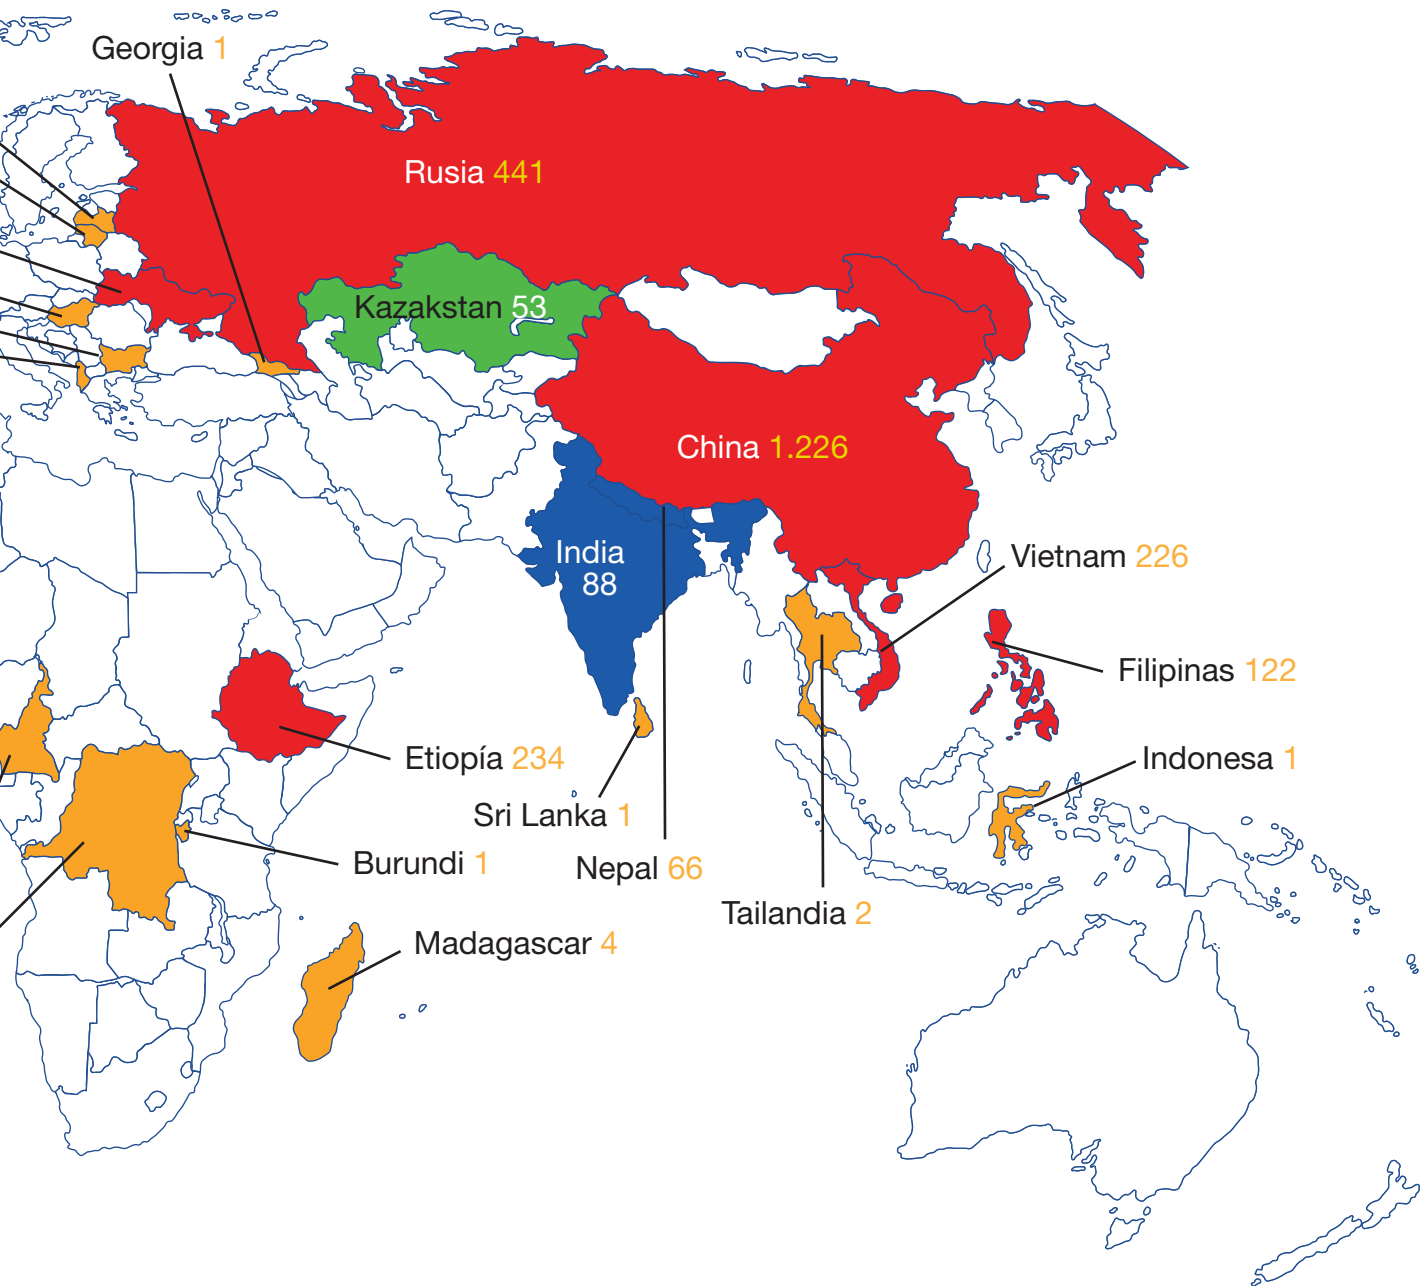 Georgia 1
Rusia 441
Kazakstan 53
China 1.226
India
88
Vietnam 226
Filipinas 122
Etiopía 234
Indonesa 1
Sri Lanka 1
Burundi 1
Nepal 66
Tailandia 2
Madagascar 4